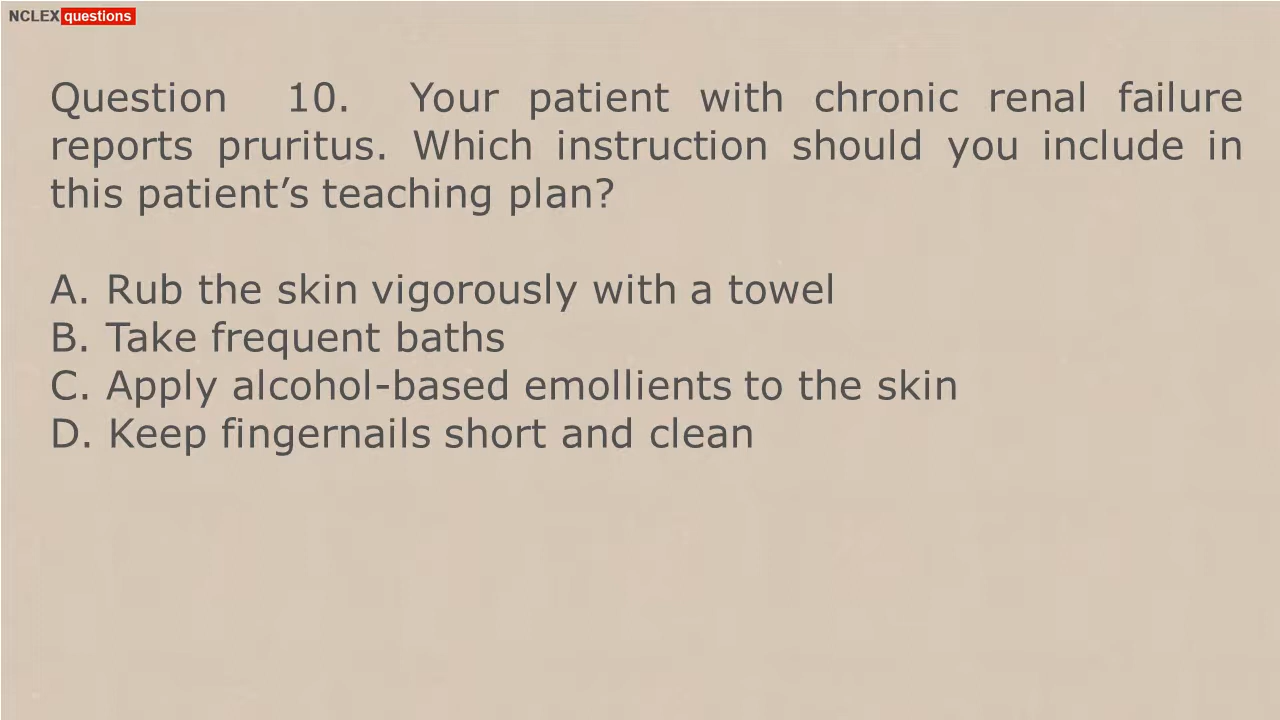 NCLEX questions
Question 10. Your patient with chronic renal failure
reports pruritus. Which instruction should you include in
this patient’s teaching plan?
A. Rub the skin vigorously with a towel
B. Take frequent baths
C. Apply alcohol-based emollients to the skin
D. Keep fingernails short and clean